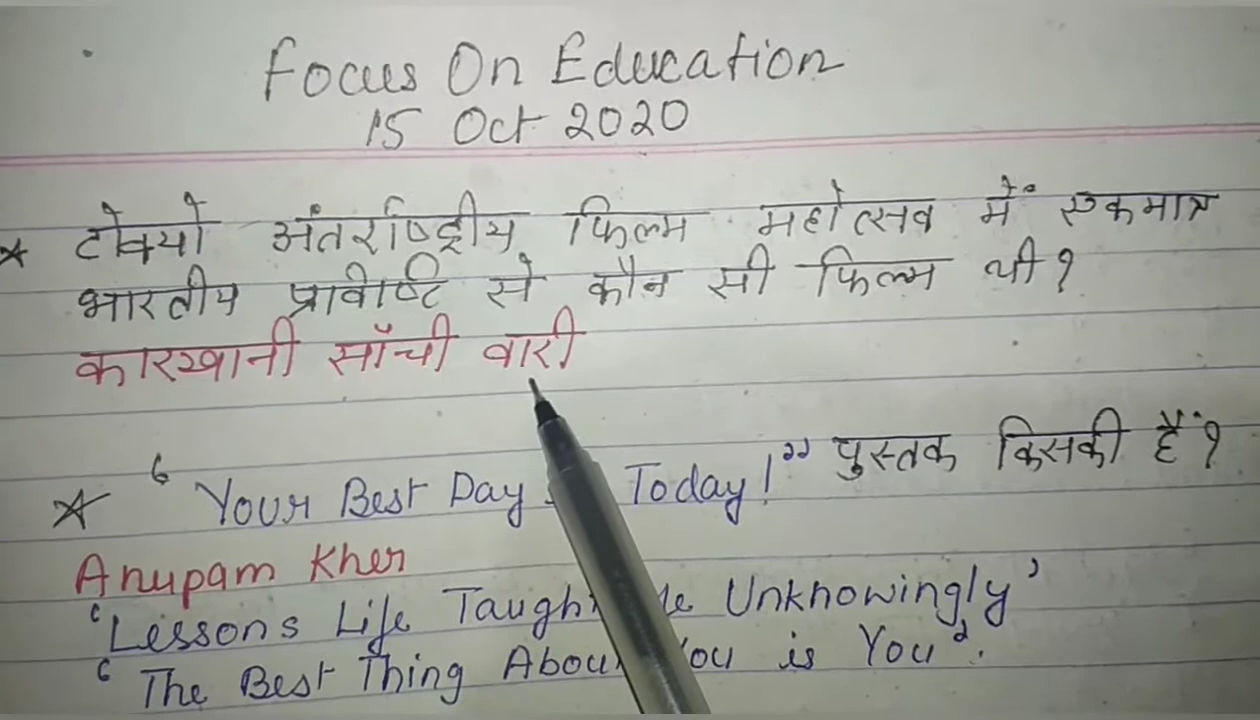 Focus On Education
15 Oct 2020
* टोक्यो अंतर्राष्ट्रीय फिल्म महोत्सव में एकमात्र
भारतीय प्रविष्टि से कौन सी फिल्म थी?
कारखानी साँची वारी
* " Your Best Day Today!" पुस्तक किसकी हैं?
Anupam Kher
'Lessons Life Taught Unknowingly'
'The Best Thing About You is You'.